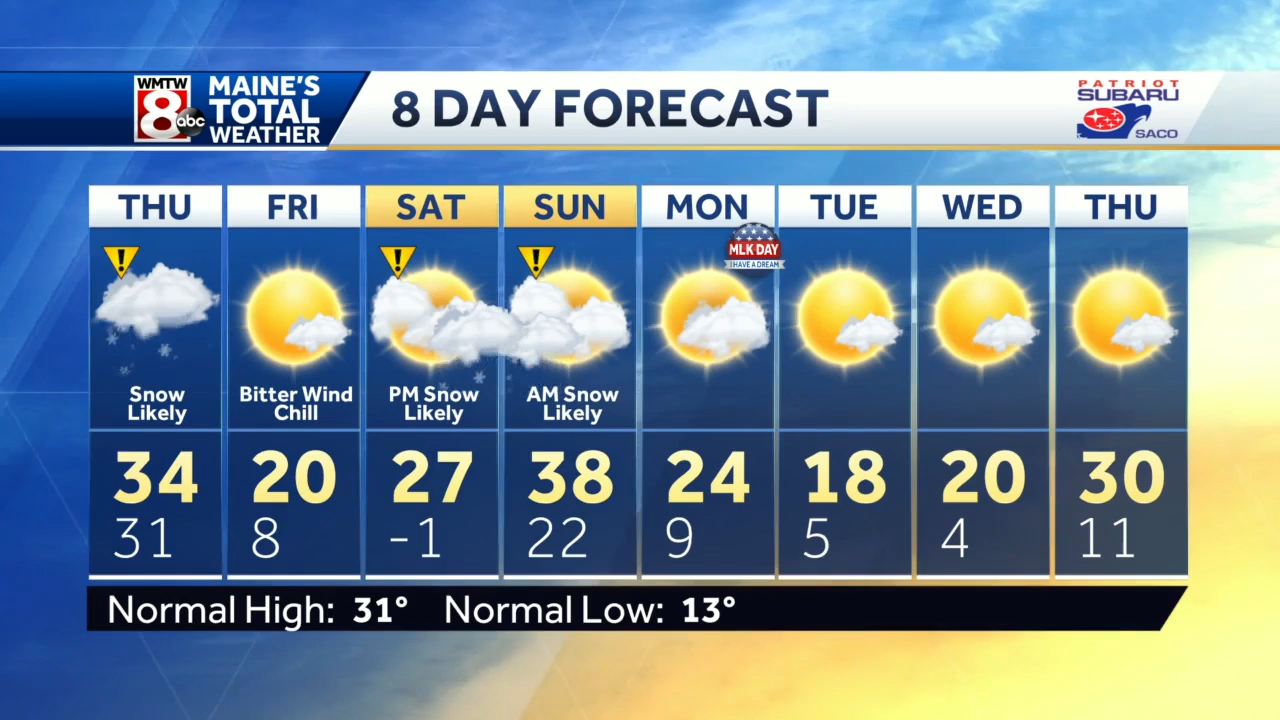 WMTW
8
abc
MAINE'S
TOTAL
WEATHER
8 DAY FORECAST
PATRIOT
SUBARU
SACO
THU
FRI
SAT
SUN
MON
TUE
WED
THU
!
!
!
MLK DAY
I HAVE A DREAM
Snow
Likely
Bitter Wind
Chill
PM Snow
Likely
AM Snow
Likely
34
20
27
38
24
18
20
30
31
8
-1
22
9
5
4
11
Normal High: 31° Normal Low: 13°